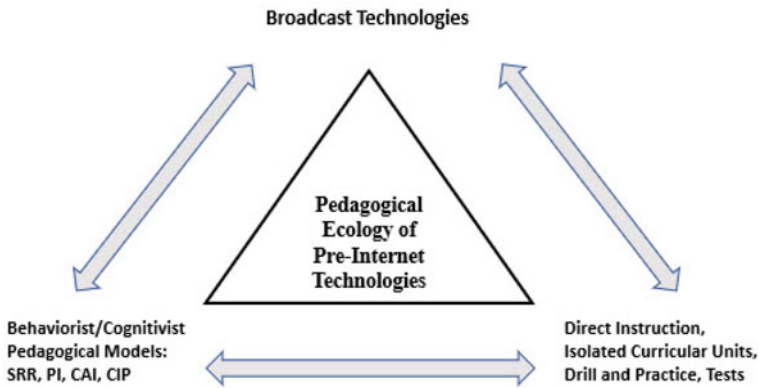 Broadcast Technologies
Pedagogical
Ecology of
Pre-Internet
Technologies
Behaviorist/Cognitivist
Pedagogical Models:
SRR, PI, CAI, CIP
Direct Instruction,
Isolated Curricular Units,
Drill and Practice, Tests